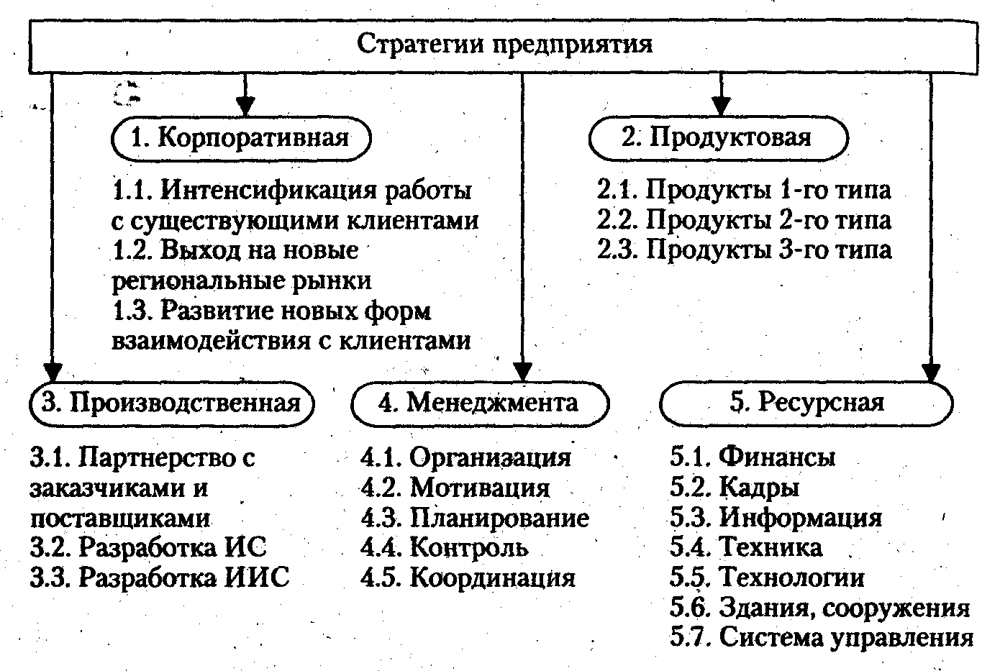 Стратегии предприятия
1. Корпоративная
1.1. Интенсификация работы
с существующими клиентами
1.2. Выход на новые
региональные рынки
1.3. Развитие новых форм
взаимодействия с клиентами
2. Продуктовая
2.1. Продукты 1-го типа
2.2. Продукты 2-го типа
2.3. Продукты 3-го типа
3. Производственная
3.1. Партнерство с
заказчиками и
поставщиками
3.2. Разработка ИС
3.3. Разработка ИИС
4. Менеджмента
4.1. Организация
4.2. Мотивация
4.3. Планирование
4.4. Контроль
4.5. Координация
5. Ресурсная
5.1. Финансы
5.2. Кадры
5.3. Информация
5.4. Техника
5.5. Технологии
5.6. Здания, сооружения
5.7. Система управления